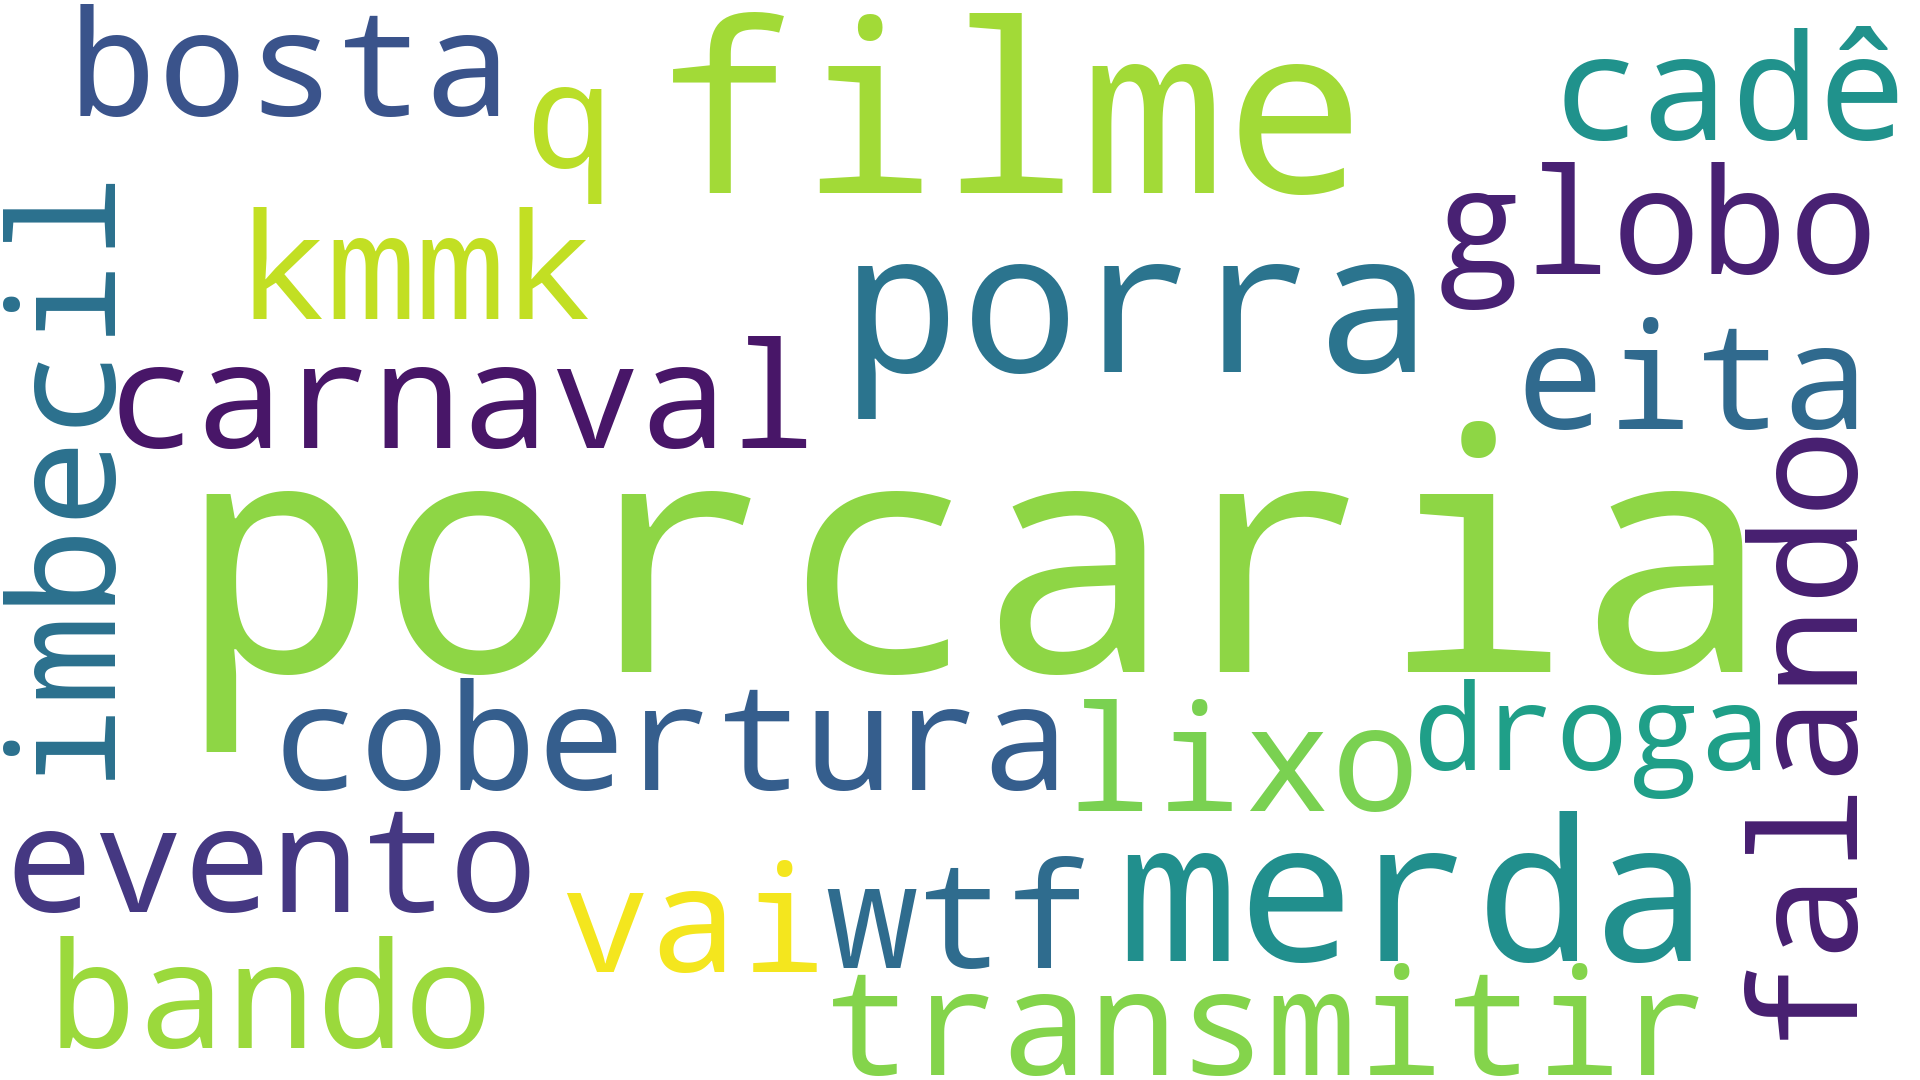 bosta
q
filme
cadê
kmmk
porra
globo
imbecil
carnaval
eita
porcaria
falando
cobertura
lixo
droga
evento
vai
wtf
merda
bando
transmitir